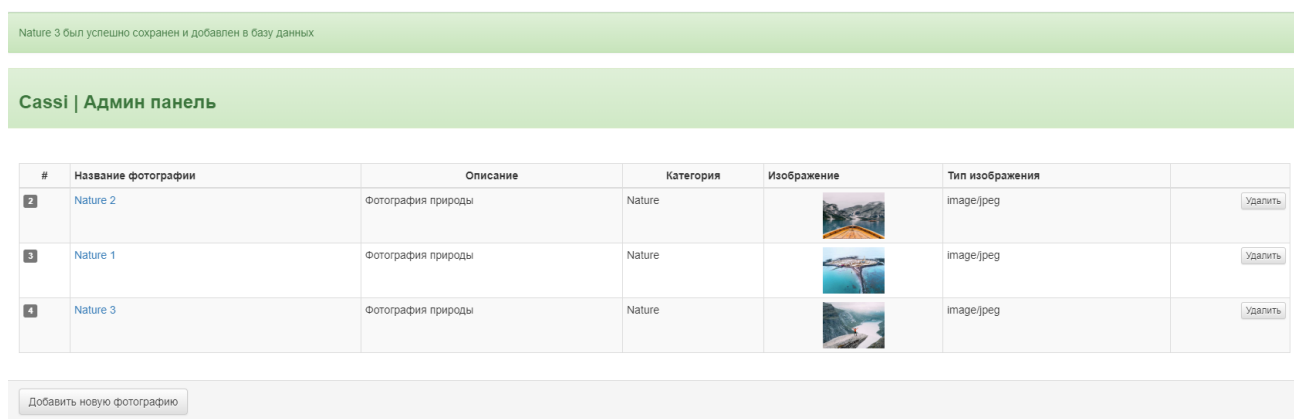 Nature 3 был успешно сохранен и добавлен в базу данных
Cassi | Админ панель
# Название фотографии Описание Категория Изображение Тип изображения
2 Nature 2 Фотография природы Nature image/jpeg Удалить
3 Nature 1 Фотография природы Nature image/jpeg Удалить
4 Nature 3 Фотография природы Nature image/jpeg Удалить
Добавить новую фотографию